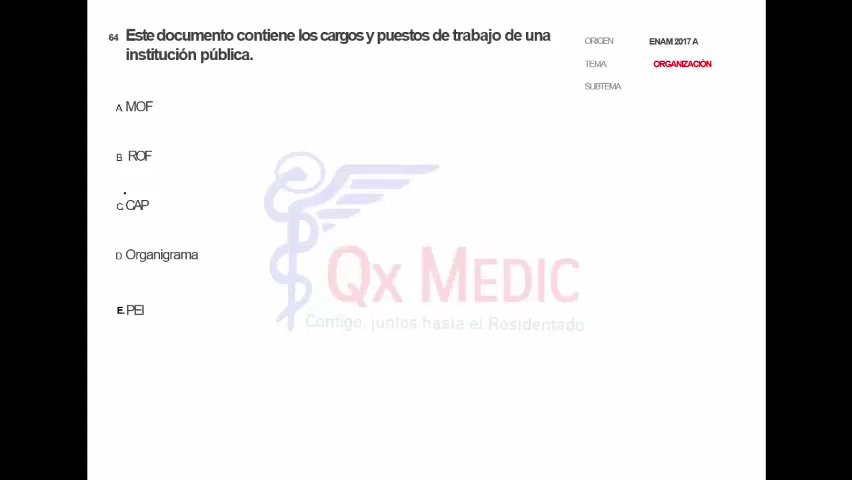 64 Este documento contiene los cargos y puestos de trabajo de una
institución pública.
ORIGEN ENAM 2017 A
TEMA ORGANIZACIÓN
SUBTEMA
A. MOF
B. ROF
C. CAP
D. Organigrama
E. PEI
Qx MEDIC
Contigo, juntos hasta el Residentado